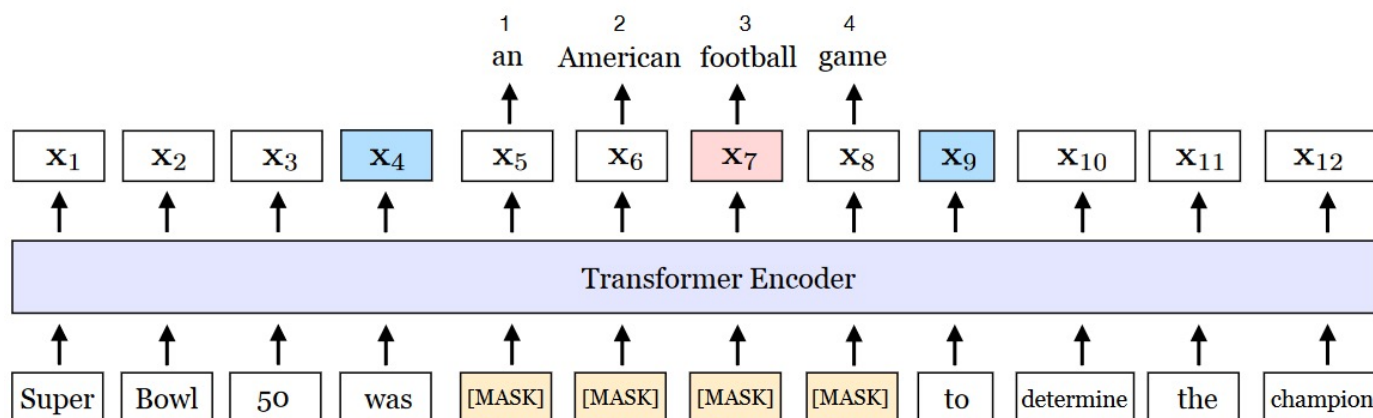 1 2 3 4
an American football game
x₁ x₂ x₃ x₄ x₅ x₆ x₇ x₈ x₉ x₁₀ x₁₁ x₁₂
Transformer Encoder
Super Bowl 50 was [MASK] [MASK] [MASK] [MASK] to determine the champion